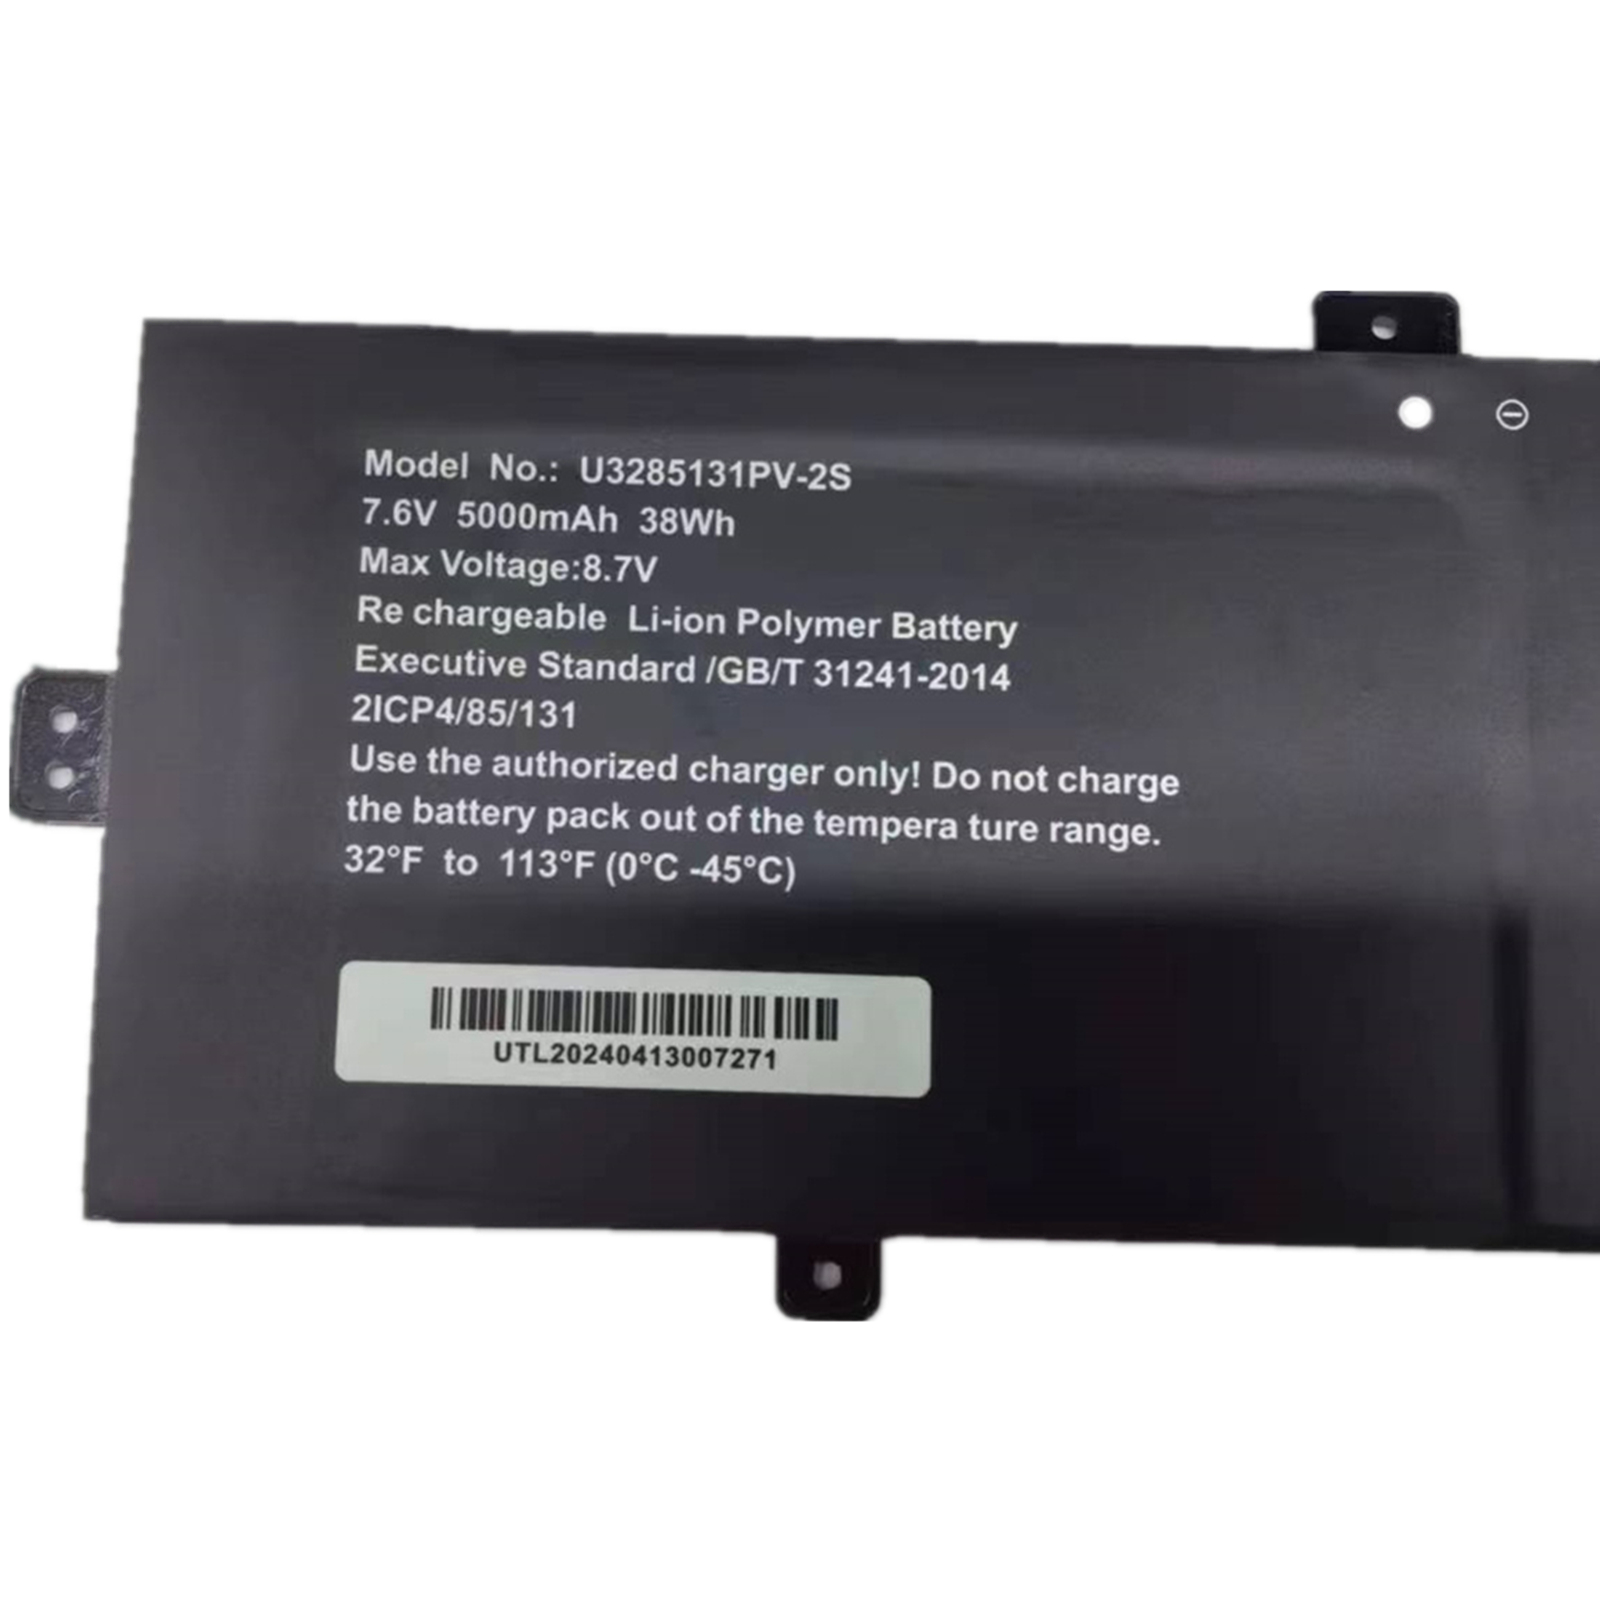 Model No.: U3285131PV-2S
7.6V 5000mAh 38Wh
Max Voltage:8.7V
Re chargeable Li-ion Polymer Battery
Executive Standard /GB/T 31241-2014
2ICP4/85/131
Use the authorized charger only! Do not charge
the battery pack out of the tempera ture range.
32°F to 113°F (0°C -45°C)
UTL20240413007271